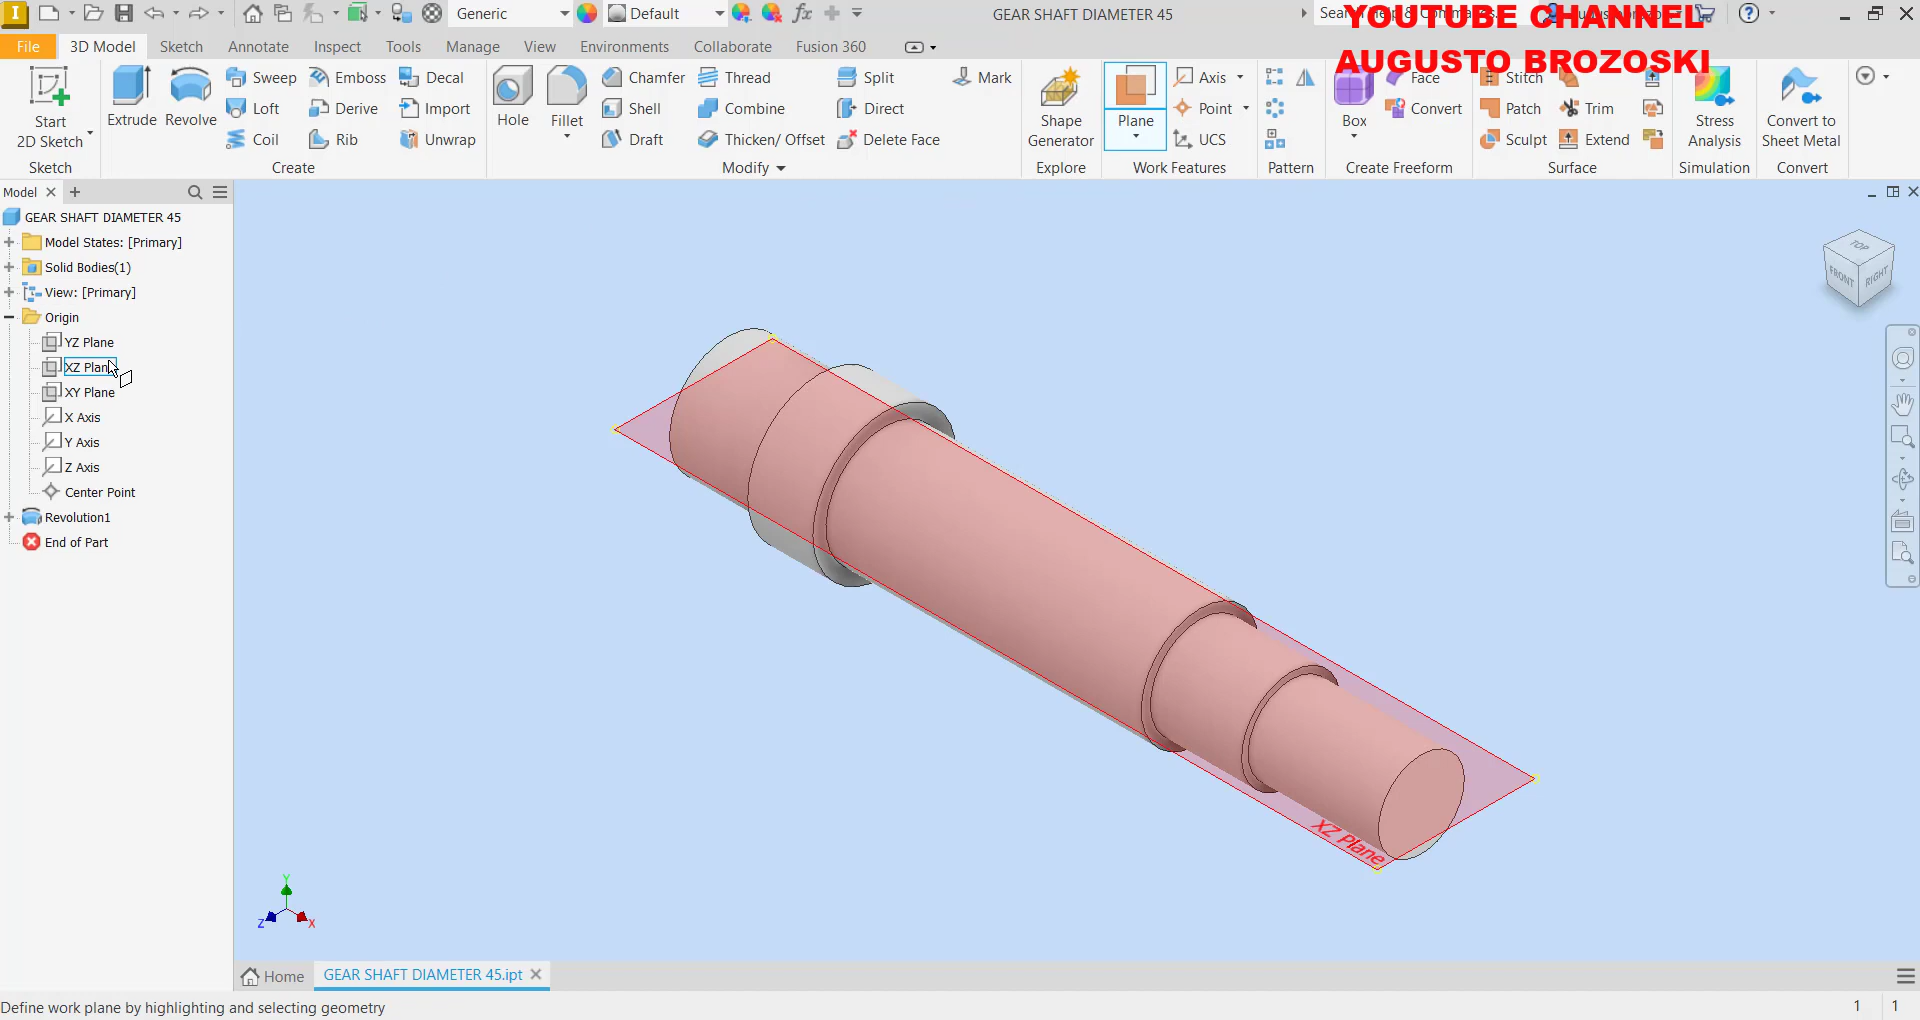 Generic
Default
GEAR SHAFT DIAMETER 45
YOUTUBE CHANNEL
AUGUSTO BROZOSKI
File
3D Model
Sketch
Annotate
Inspect
Tools
Manage
View
Environments
Collaborate
Fusion 360
Start
2D Sketch
Sketch
Extrude
Revolve
Sweep
Emboss
Decal
Loft
Derive
Import
Coil
Rib
Unwrap
Create
Hole
Fillet
Chamfer
Thread
Split
Shell
Combine
Direct
Draft
Thicken/ Offset
Delete Face
Modify
Mark
Shape
Generator
Explore
Plane
Axis
Point
UCS
Work Features
Pattern
Box
Face
Convert
Create Freeform
Stitch
Patch
Trim
Sculpt
Extend
Surface
Stress
Analysis
Simulation
Convert to
Sheet Metal
Convert
Model
GEAR SHAFT DIAMETER 45
Model States: [Primary]
Solid Bodies(1)
View: [Primary]
Origin
YZ Plane
XZ Plane
XY Plane
X Axis
Y Axis
Z Axis
Center Point
Revolution1
End of Part
TOP
FRONT
RIGHT
XZ Plane
Y
Z
X
Home
GEAR SHAFT DIAMETER 45.ipt
Define work plane by highlighting and selecting geometry
1
1